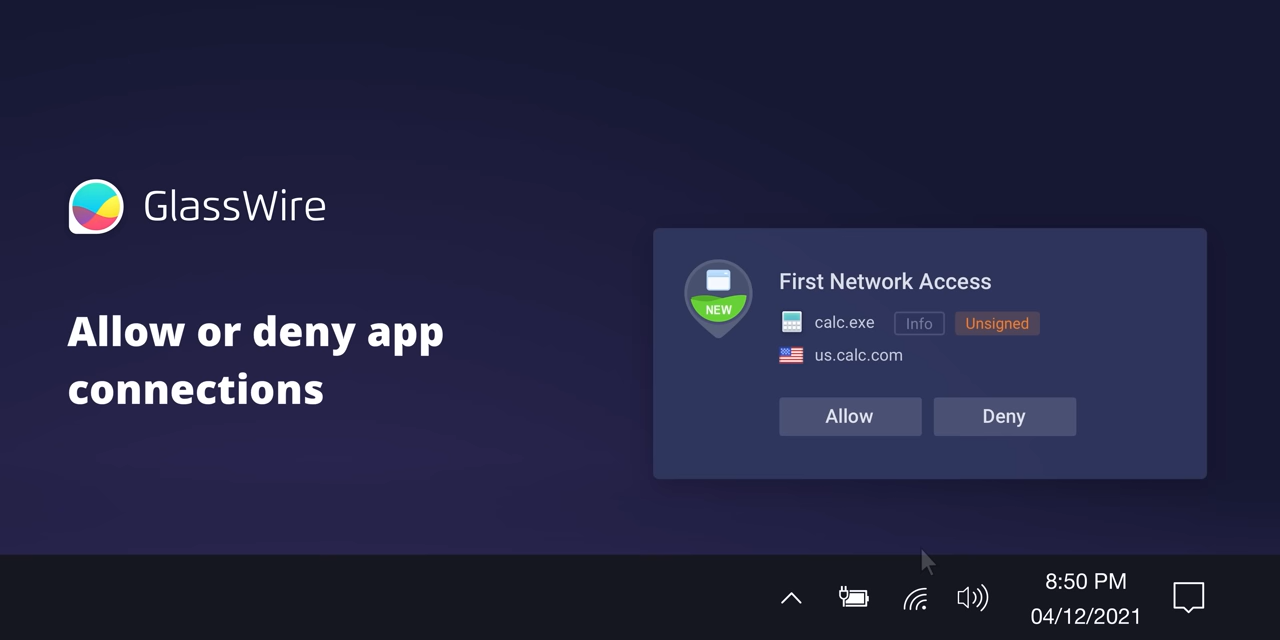 GlassWire
Allow or deny app
connections
First Network Access
NEW
calc.exe Info Unsigned
us.calc.com
Allow Deny
8:50 PM
04/12/2021